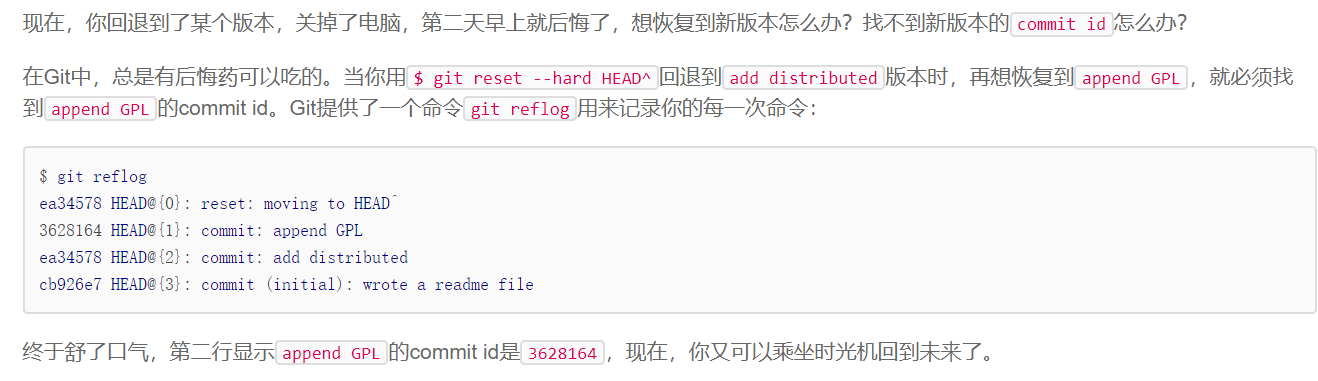 现在，你回退到了某个版本，关掉了电脑，第二天早上就后悔了，想恢复到新版本怎么办？找不到新版本的commit id怎么办？
在Git中，总是有后悔药可以吃的。当你用$ git reset --hard HEAD^回退到add distributed版本时，再想恢复到append GPL，就必须找
到append GPL的commit id。Git提供了一个命令git reflog用来记录你的每一次命令：
$ git reflog
ea34578 HEAD@{0}: reset: moving to HEAD^
3628164 HEAD@{1}: commit: append GPL
ea34578 HEAD@{2}: commit: add distributed
cb926e7 HEAD@{3}: commit (initial): wrote a readme file
终于舒了口气，第二行显示append GPL的commit id是3628164，现在，你又可以乘坐时光机回到未来了。